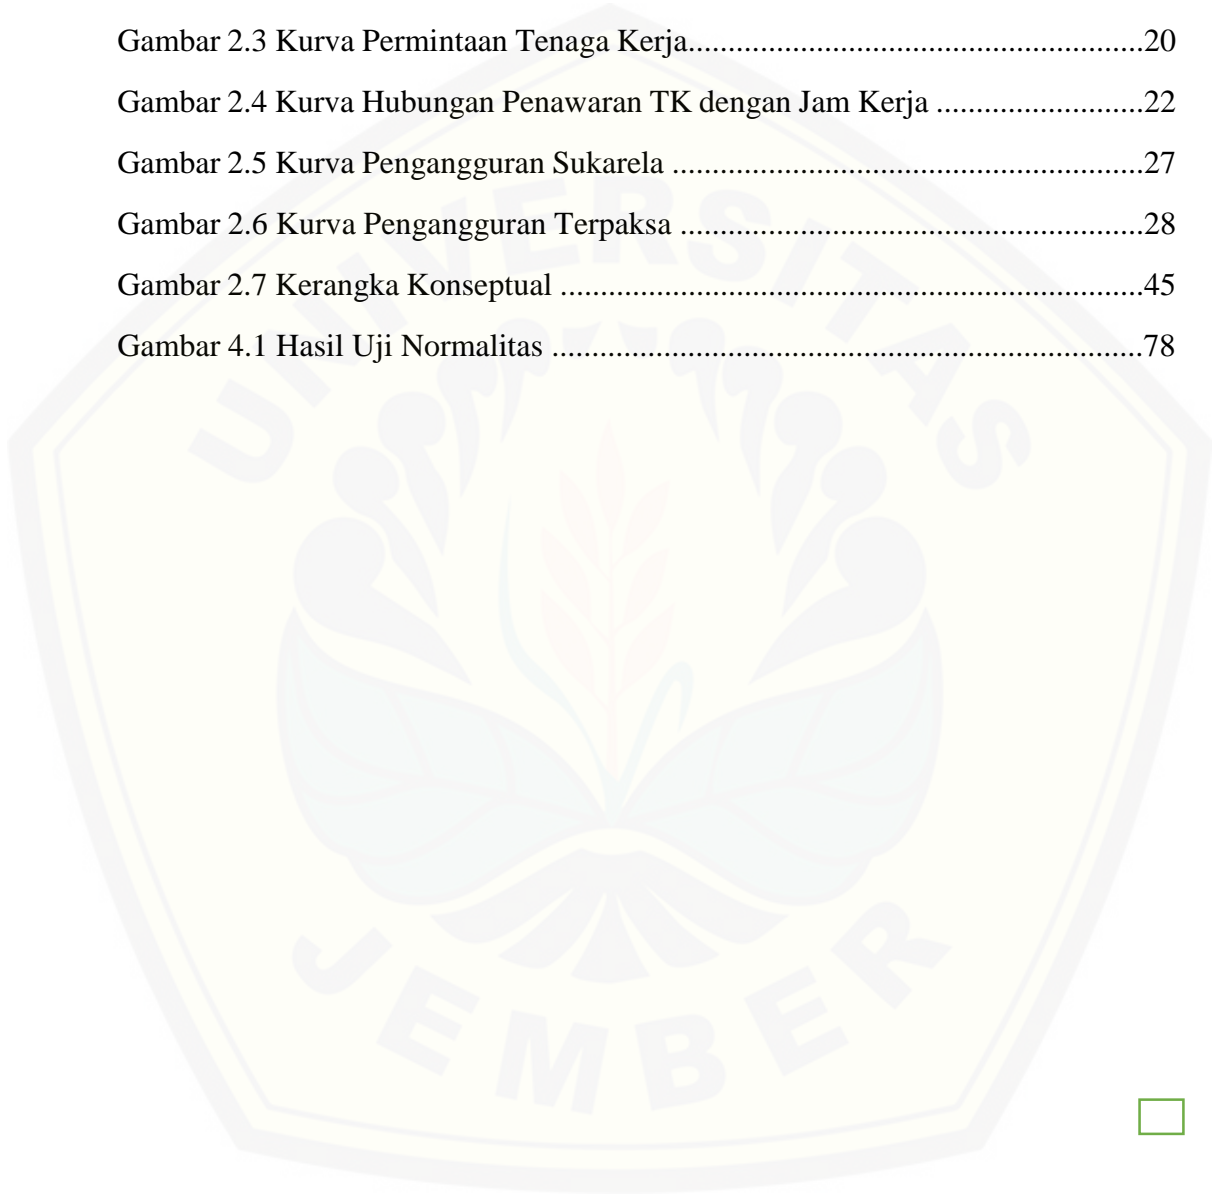 Gambar 2.3 Kurva Permintaan Tenaga Kerja........................................................20
Gambar 2.4 Kurva Hubungan Penawaran TK dengan Jam Kerja .........................22
Gambar 2.5 Kurva Pengangguran Sukarela ..........................................................27
Gambar 2.6 Kurva Pengangguran Terpaksa .........................................................28
Gambar 2.7 Kerangka Konseptual ........................................................................45
Gambar 4.1 Hasil Uji Normalitas .........................................................................78
UNIVERSITAS
JEMBER